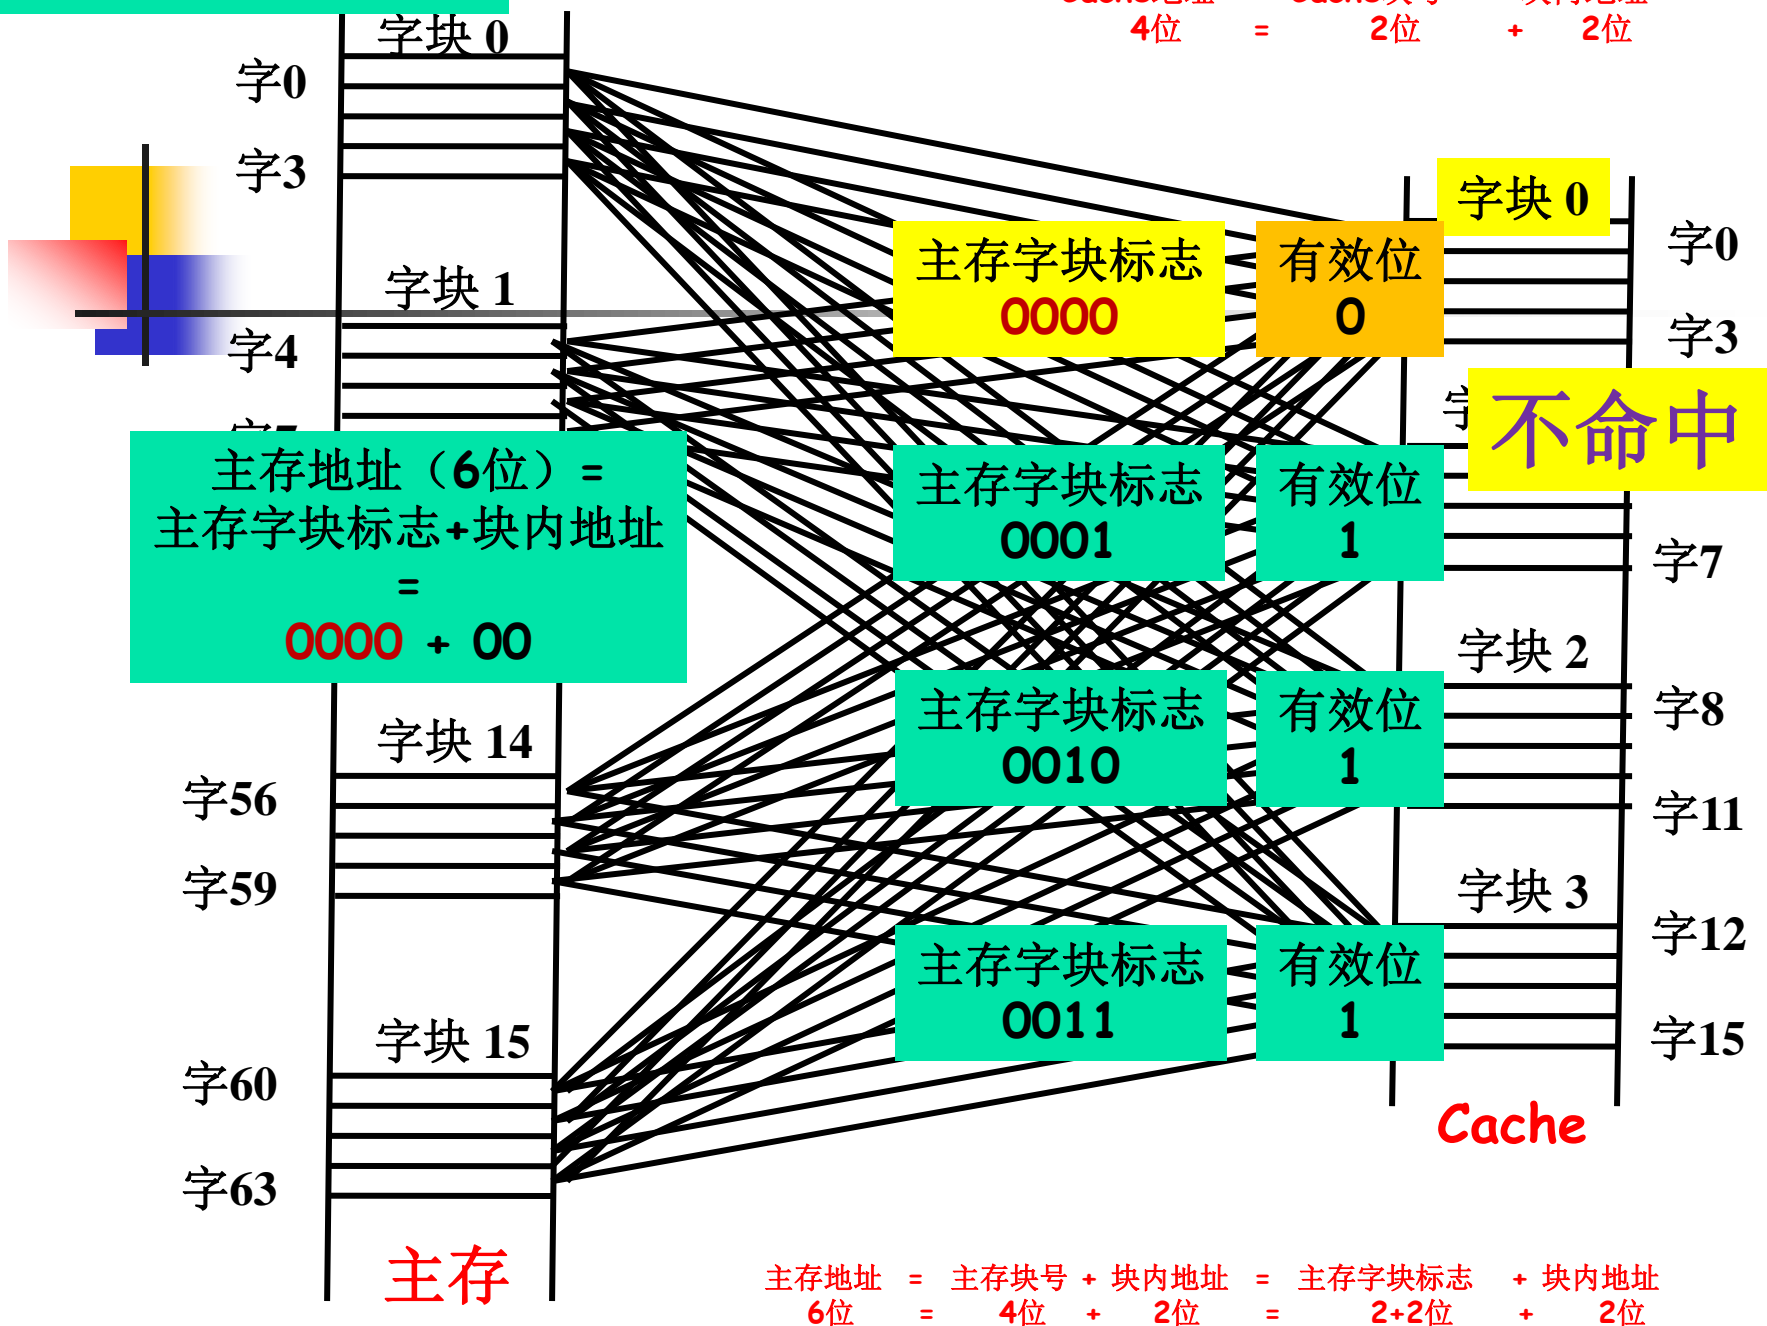 4位 = 2位 + 2位
字块 0
字0
字3
字块 1
字4
主存地址（6位）=
主存字块标志+块内地址
=
0000 + 00
字块 14
字56
字59
字块 15
字60
字63
主存
主存字块标志
0000
有效位
0
主存字块标志
0001
有效位
1
主存字块标志
0010
有效位
1
主存字块标志
0011
有效位
1
字块 0
字0
字3
不命中
字7
字块 2
字8
字11
字块 3
字12
字15
Cache
主存地址 = 主存块号 + 块内地址 = 主存字块标志 + 块内地址
6位 = 4位 + 2位 = 2+2位 + 2位